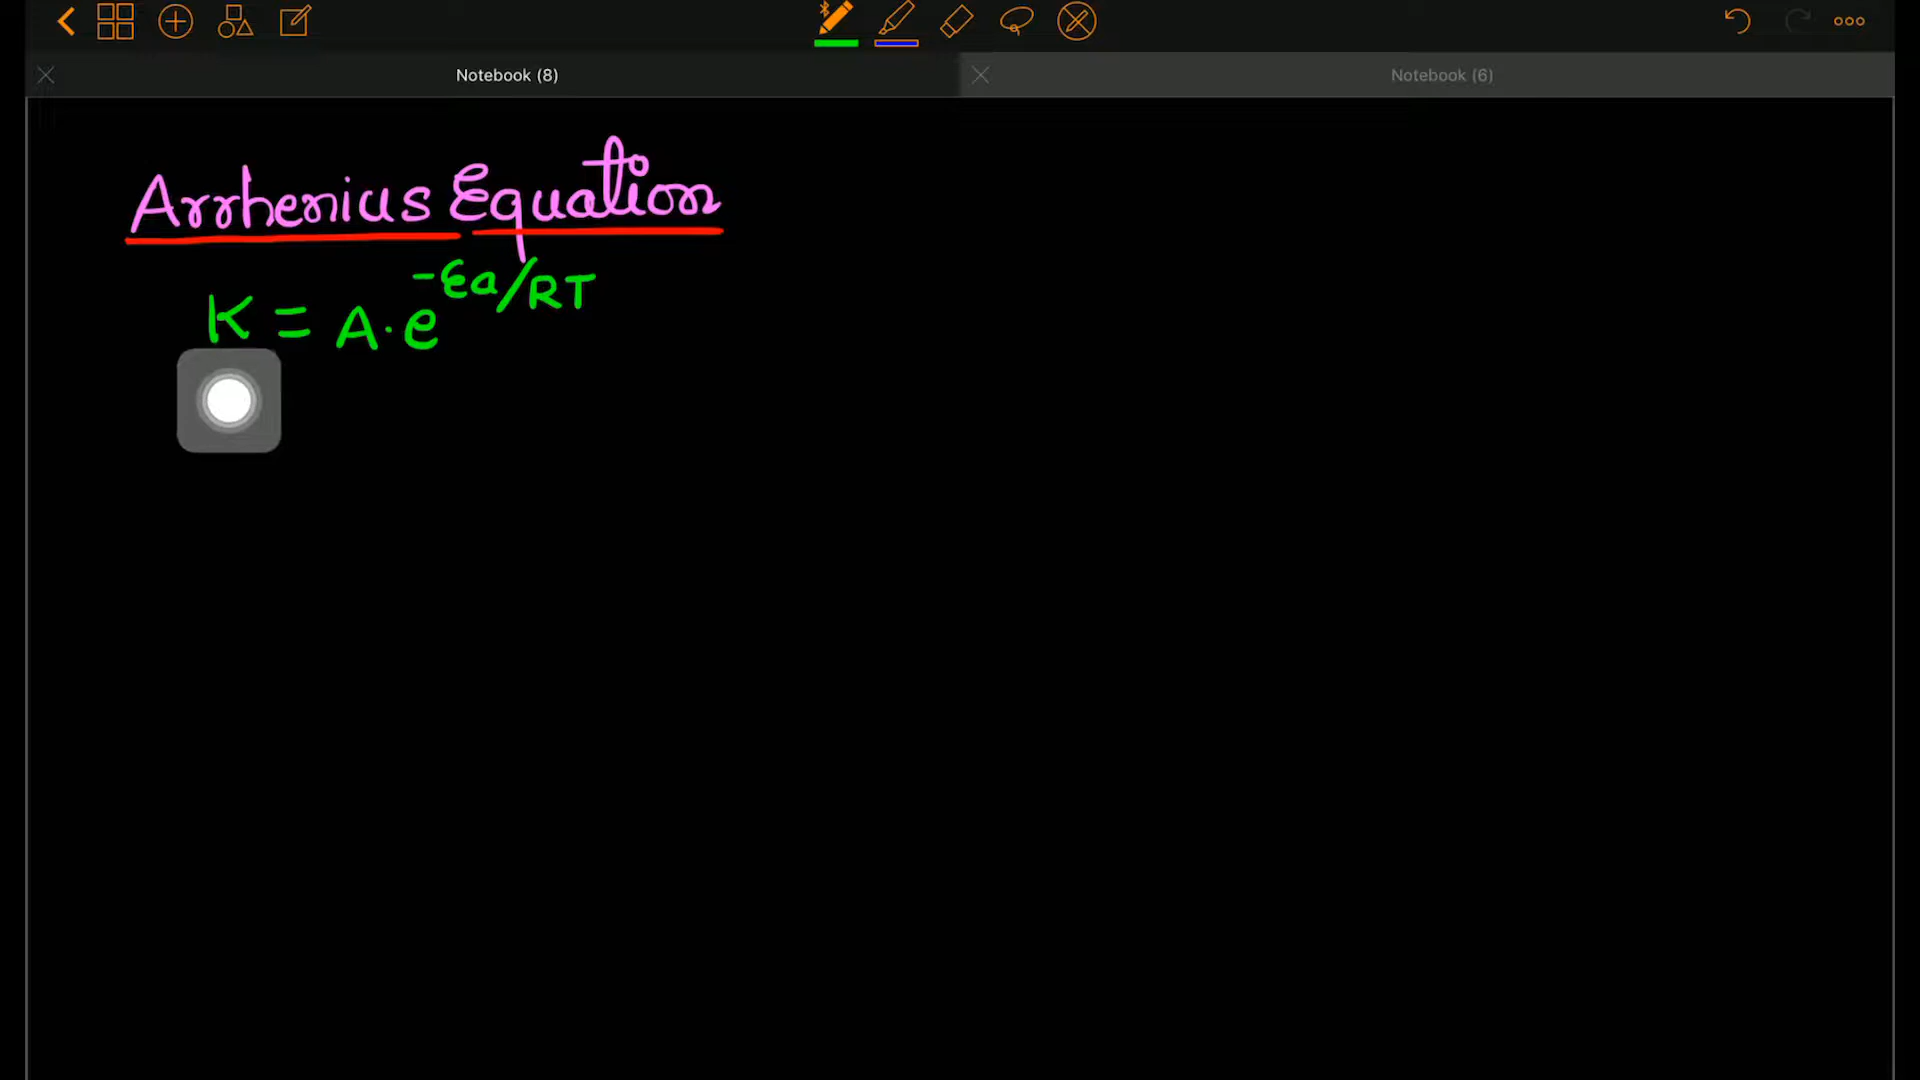 Notebook (8)
Notebook (6)
Arrhenius Equation
K = A · e^-Ea/RT